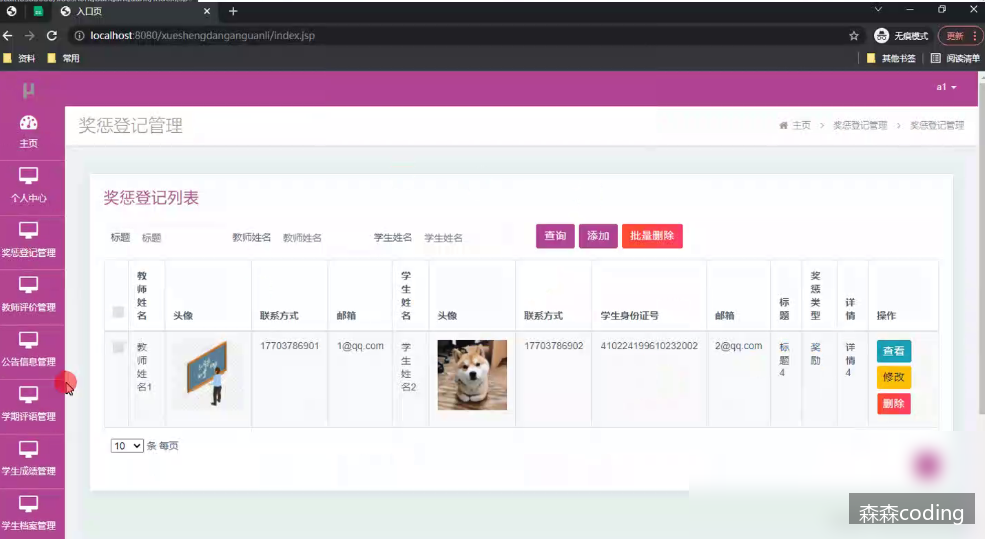 入口页
localhost:8080/xueshengdanganguanli/index.jsp
无痕模式
更新
资料
常用
其他书签
阅读清单
μ
a1
主页
个人中心
奖惩登记管理
教师评价管理
公告信息管理
学期评语管理
学生成绩管理
学生档案管理
奖惩登记管理
主页 > 奖惩登记管理 > 奖惩登记管理
奖惩登记列表
标题 标题 教师姓名 教师姓名 学生姓名 学生姓名 查询 添加 批量删除
教师姓名 头像 联系方式 邮箱 学生姓名 头像 联系方式 学生身份证号 邮箱 标题 奖惩类型 详情 操作
教师姓名1 17703786901 1@qq.com 学生姓名2 17703786902 410224199610232002 2@qq.com 标题4 奖励 详情4 查看
修改
删除
10 条 每页
森森coding